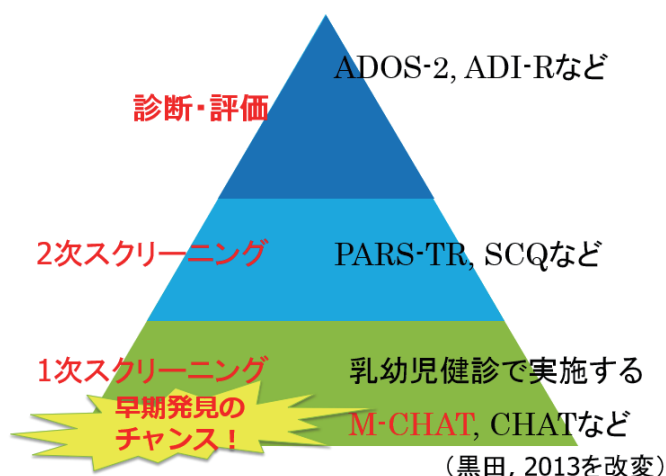 診断・評価
ADOS-2, ADI-Rなど
2次スクリーニング
PARS-TR, SCQなど
1次スクリーニング
乳幼児健診で実施する
早期発見の
チャンス！
M-CHAT, CHATなど
(黒田, 2013を改変)